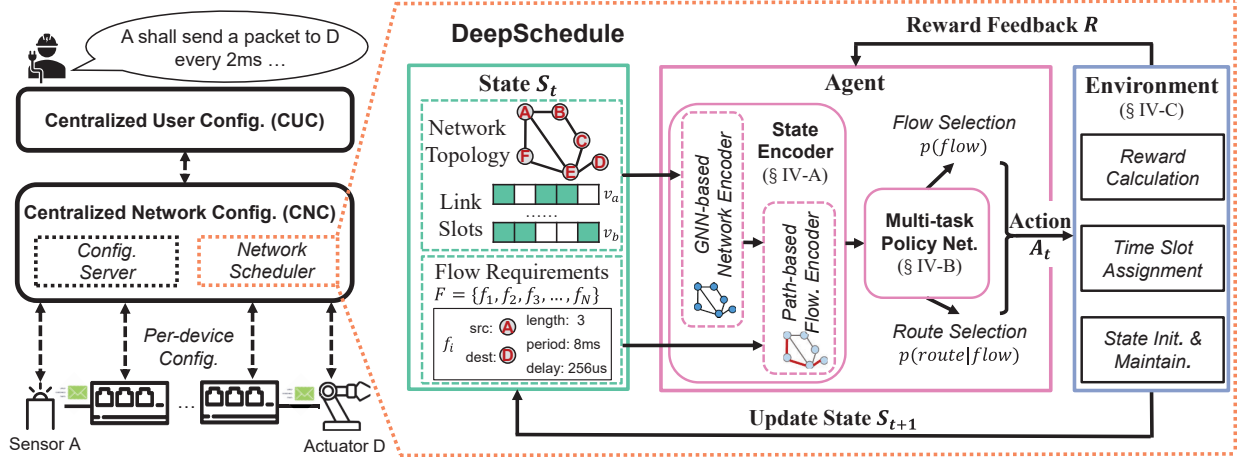 A shall send a packet to D
every 2ms ...
Centralized User Config. (CUC)
Centralized Network Config. (CNC)
Config.
Server
Network
Scheduler
Per-device
Config.
...
Sensor A
Actuator D
DeepSchedule
Reward Feedback R
State S_t
Network
Topology
A
B
C
F
E
D
Link
Slots
v_a
......
v_b
Flow Requirements
F = {f_1, f_2, f_3, ..., f_N}
f_i
src: A
dest: D
length: 3
period: 8ms
delay: 256us
Agent
State
Encoder
(§ IV-A)
GNN-based
Network Encoder
Path-based
Flow. Encoder
Flow Selection
p(flow)
Multi-task
Policy Net.
(§ IV-B)
Route Selection
p(route|flow)
Action
A_t
Environment
(§ IV-C)
Reward
Calculation
Time Slot
Assignment
State Init. &
Maintain.
Update State S_{t+1}